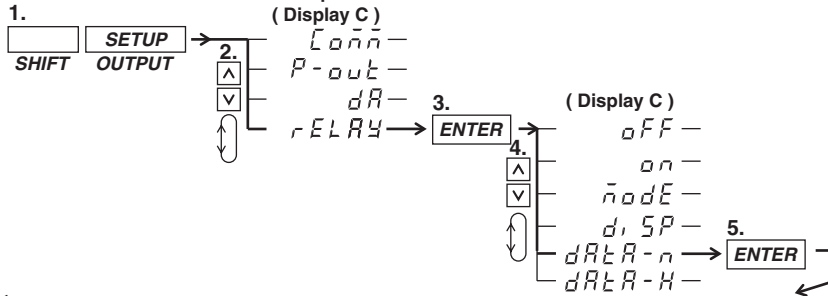 1.
( Display C )
SETUP
SHIFT OUTPUT
2.
Conn
P-out
dA
rELAY
3.
ENTER
( Display C )
4.
oFF
on
modE
diSP
dAtA-n
dAtA-H
5.
ENTER